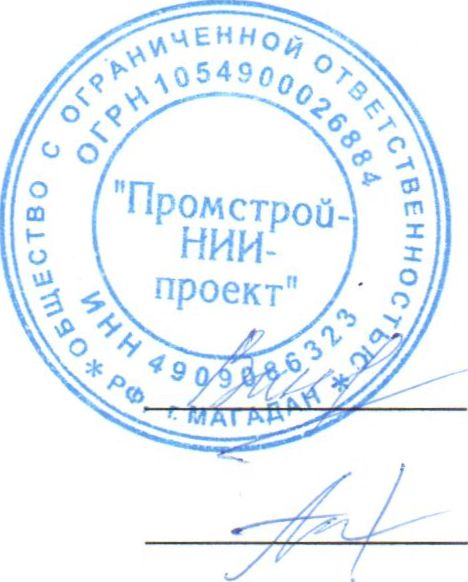 ОБЩЕСТВО С ОГРАНИЧЕННОЙ ОТВЕТСТВЕННОСТЬЮ
* РФ, г. МАГАДАН *
ОГРН 1054900026884
ИНН 4909086323
"Промстрой-
НИИ-
проект"